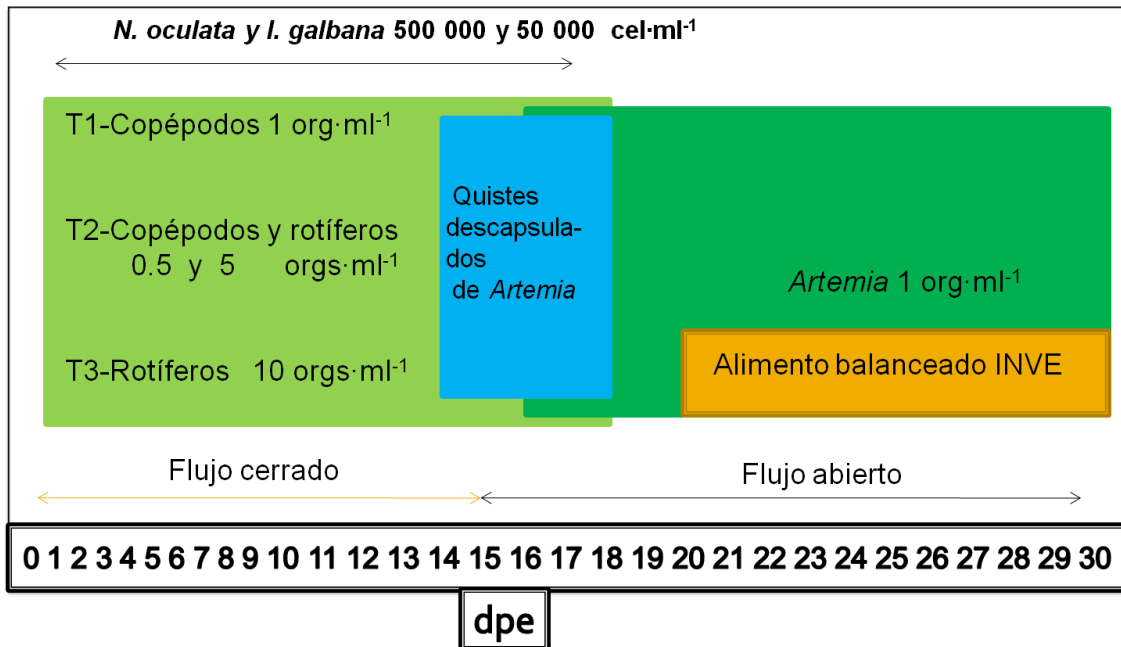 N. oculata y I. galbana 500 000 y 50 000 cel·ml⁻¹
T1-Copépodos 1 org·ml⁻¹
T2-Copépodos y rotíferos
0.5 y 5 orgs·ml⁻¹
T3-Rotíferos 10 orgs·ml⁻¹
Quistes
descapsula-
dos
de Artemia
Artemia 1 org·ml⁻¹
Alimento balanceado INVE
Flujo cerrado
Flujo abierto
0 1 2 3 4 5 6 7 8 9 10 11 12 13 14 15 16 17 18 19 20 21 22 23 24 25 26 27 28 29 30
dpe